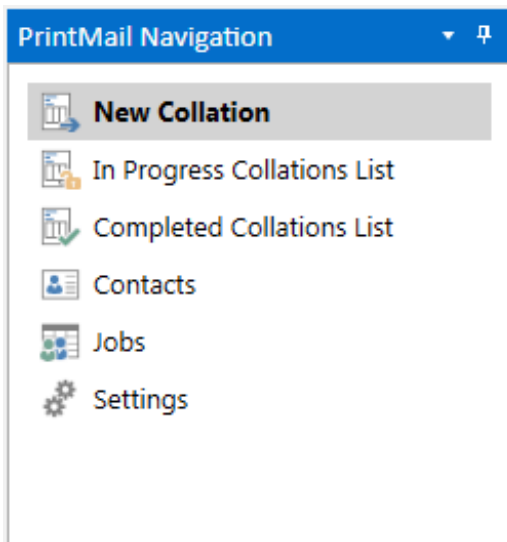 PrintMail Navigation
New Collation
In Progress Collations List
Completed Collations List
Contacts
Jobs
Settings